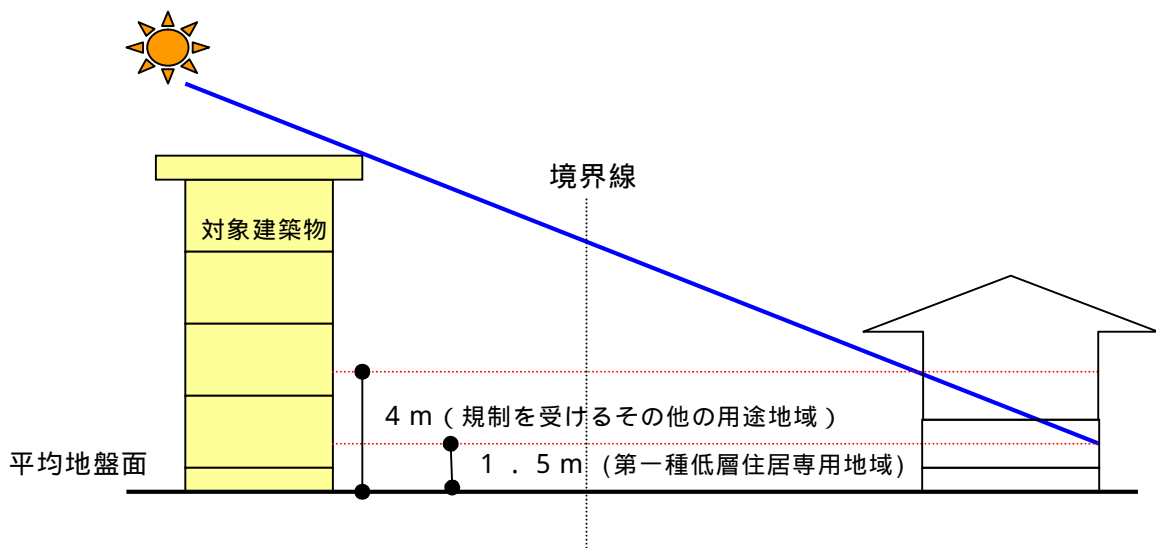 境界線
対象建築物
4m(規制を受けるその他の用途地域)
平均地盤面
1.5m(第一種低層住居専用地域)